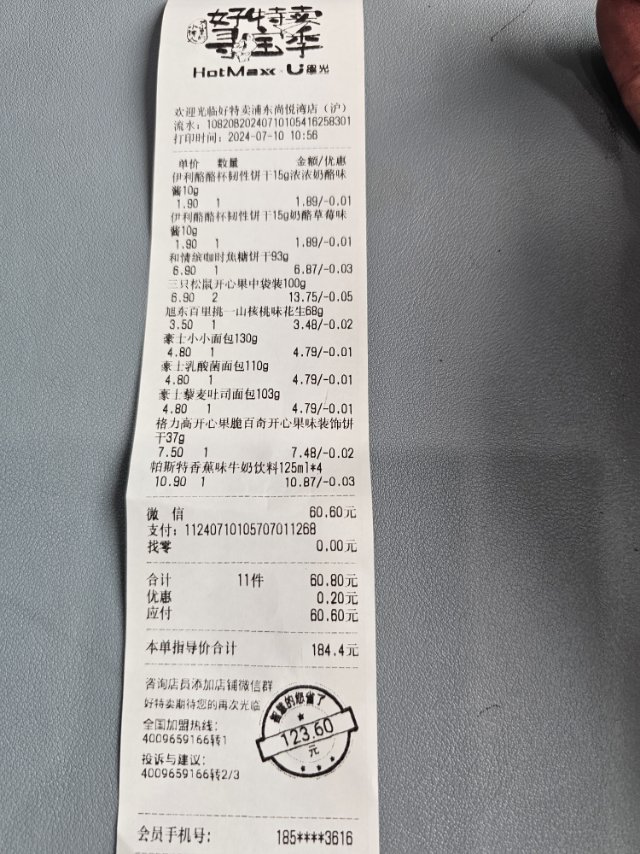 好特卖
寻宝季
HotMaxx · U 優光
欢迎光临好特卖浦东尚悦湾店（沪）
流水：1082082024071010541625830​1
打印时间：2024-07-10 10:56
单价 数量 金额/优惠
伊利酪酪杯韧性饼干15g浓浓奶酪味
酱10g
1.90 1 1.89/-0.01
伊利酪酪杯韧性饼干15g奶酪草莓味
酱10g
1.90 1 1.89/-0.01
和情缤咖时焦糖饼干93g
6.90 1 6.87/-0.03
三只松鼠开心果中袋装100g
6.90 2 13.75/-0.05
旭东百里挑一山核桃味花生68g
3.50 1 3.48/-0.02
豪士小小面包130g
4.80 1 4.79/-0.01
豪士乳酸菌面包110g
4.80 1 4.79/-0.01
豪士藜麦吐司面包103g
4.80 1 4.79/-0.01
格力高开心果脆百奇开心果味装饰饼
干37g
7.50 1 7.48/-0.02
帕斯特香蕉味牛奶饮料125ml*4
10.90 1 10.87/-0.03
微 信 60.60元
支付：11240710105707011268
找零 0.00元
合计 11件 60.80元
优惠 0.20元
应付 60.60元
本单指导价合计 184.4元
咨询店员添加店铺微信群
好特卖期待您的再次光临
全国加盟热线：
4009659166转1
投诉与建议：
4009659166转2/3
的您省了
123.60
元
会员手机号： 185****3616